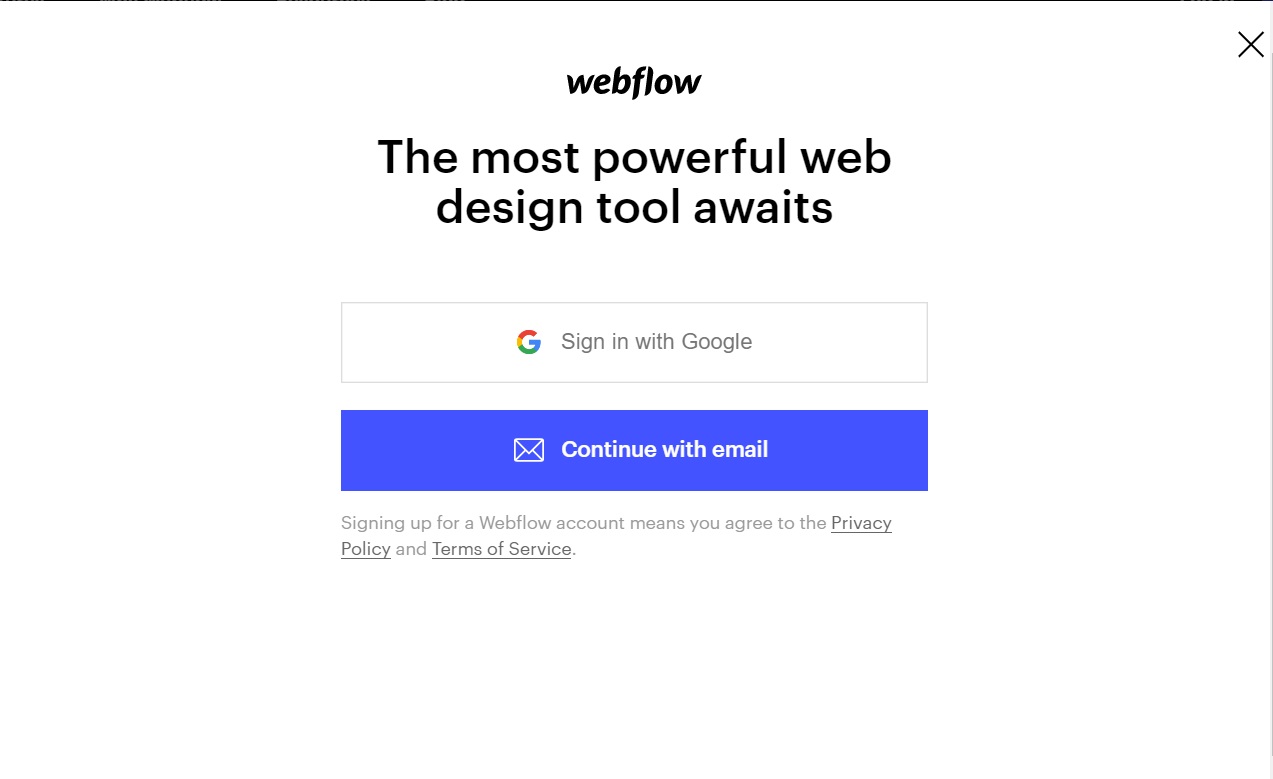 webflow
The most powerful web
design tool awaits
Sign in with Google
Continue with email
Signing up for a Webflow account means you agree to the Privacy
Policy and Terms of Service.